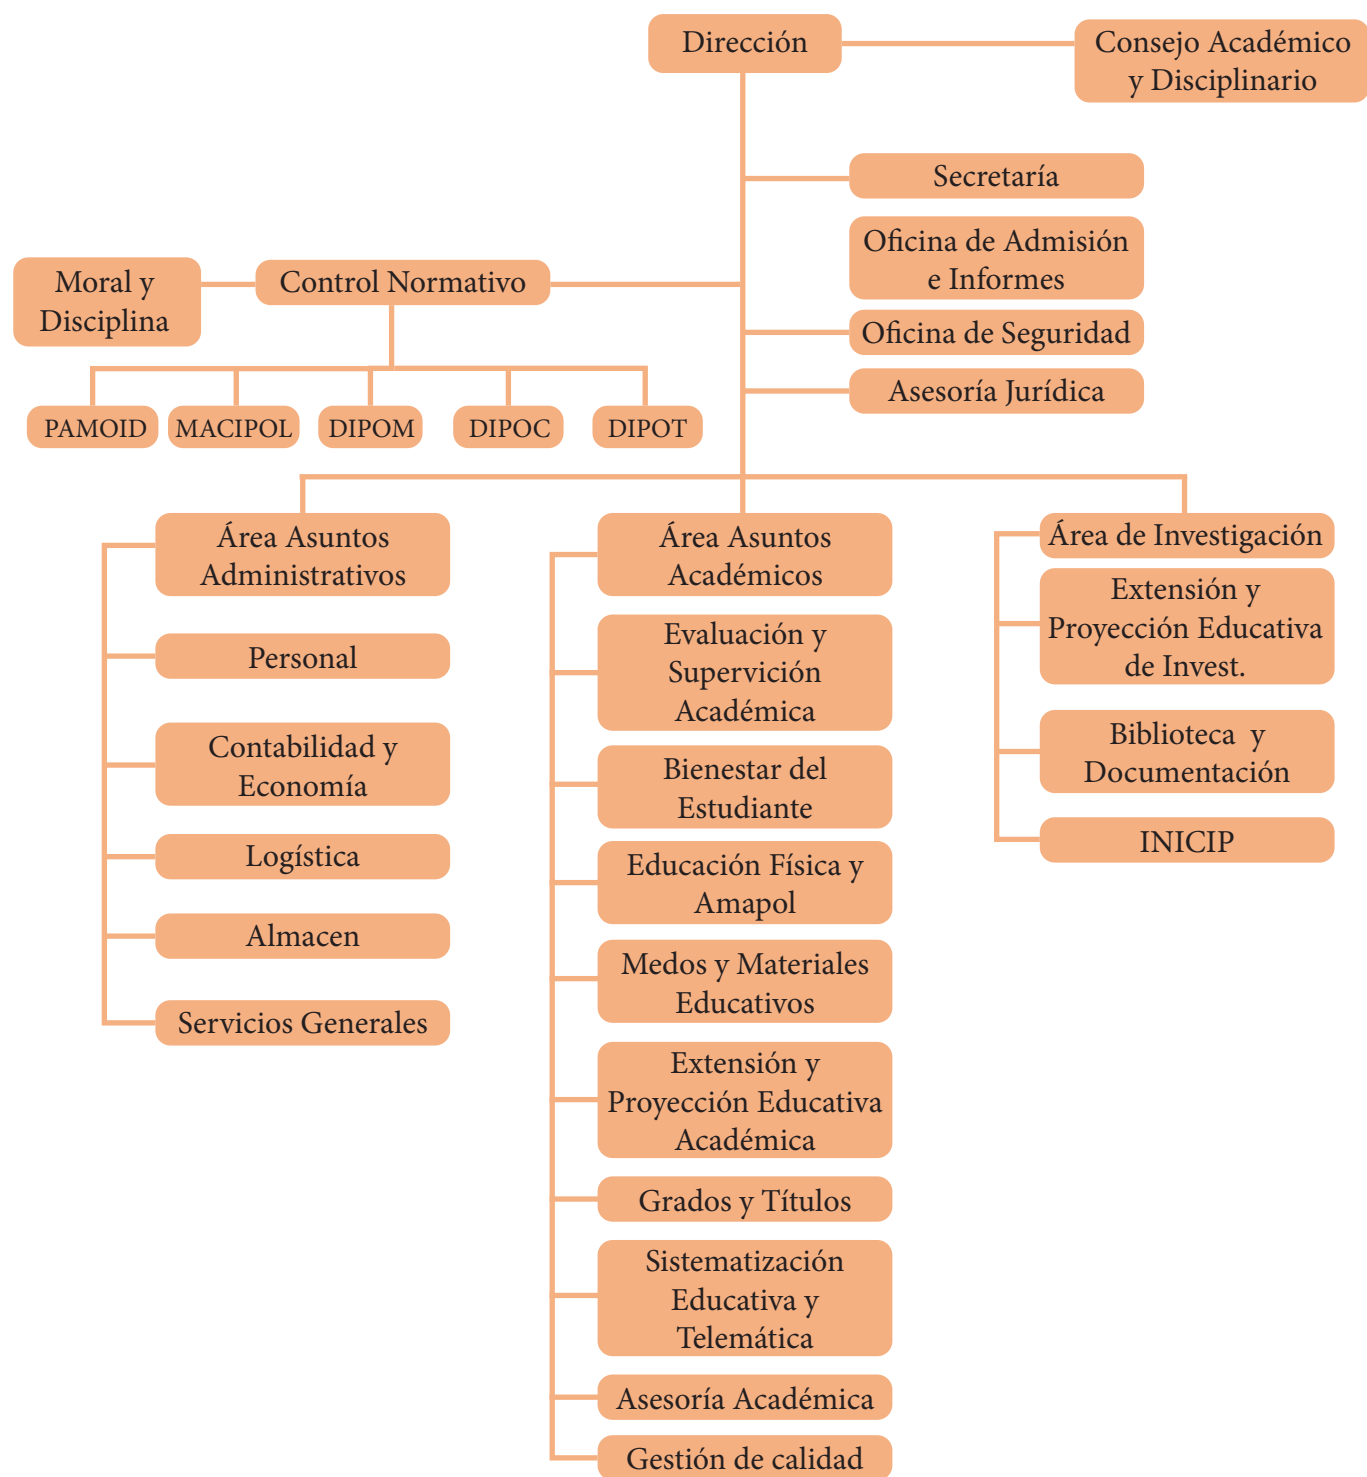 Dirección
Consejo Académico
y Disciplinario
Secretaría
Oficina de Admisión
e Informes
Oficina de Seguridad
Asesoría Jurídica
Moral y
Disciplina
Control Normativo
PAMOID
MACIPOL
DIPOM
DIPOC
DIPOT
Área Asuntos
Administrativos
Personal
Contabilidad y
Economía
Logística
Almacen
Servicios Generales
Área Asuntos
Académicos
Evaluación y
Supervición
Académica
Bienestar del
Estudiante
Educación Física y
Amapol
Medos y Materiales
Educativos
Extensión y
Proyección Educativa
Académica
Grados y Títulos
Sistematización
Educativa y
Telemática
Asesoría Académica
Gestión de calidad
Área de Investigación
Extensión y
Proyección Educativa
de Invest.
Biblioteca y
Documentación
INICIP